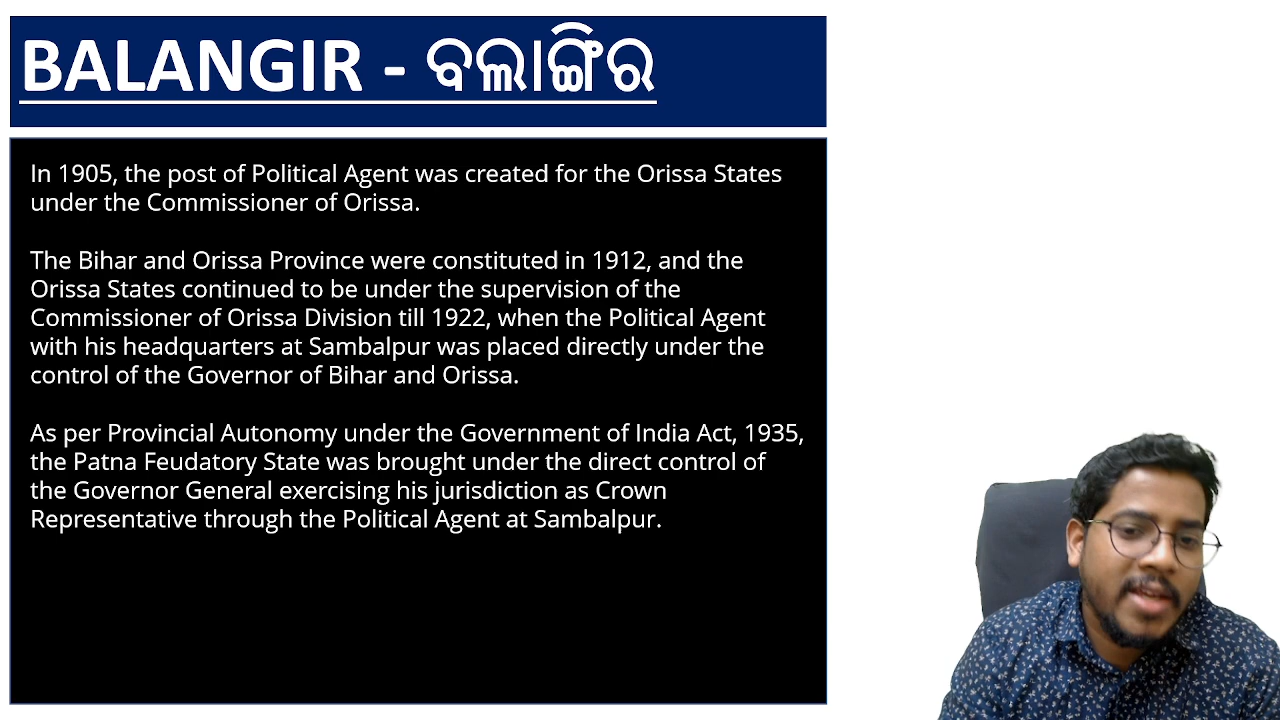 BALANGIR - ବଲାଙ୍ଗିର
In 1905, the post of Political Agent was created for the Orissa States
under the Commissioner of Orissa.
The Bihar and Orissa Province were constituted in 1912, and the
Orissa States continued to be under the supervision of the
Commissioner of Orissa Division till 1922, when the Political Agent
with his headquarters at Sambalpur was placed directly under the
control of the Governor of Bihar and Orissa.
As per Provincial Autonomy under the Government of India Act, 1935,
the Patna Feudatory State was brought under the direct control of
the Governor General exercising his jurisdiction as Crown
Representative through the Political Agent at Sambalpur.